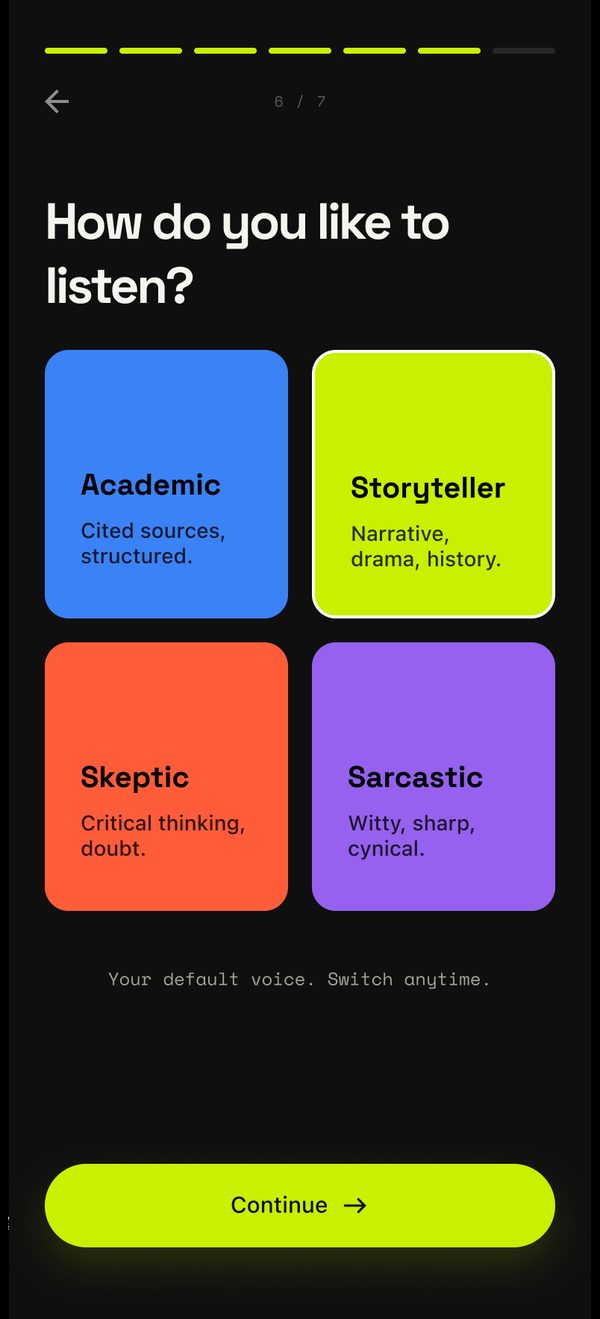 6 / 7
How do you like to
listen?
Academic
Cited sources,
structured.
Storyteller
Narrative,
drama, history.
Skeptic
Critical thinking,
doubt.
Sarcastic
Witty, sharp,
cynical.
Your default voice. Switch anytime.
Continue →